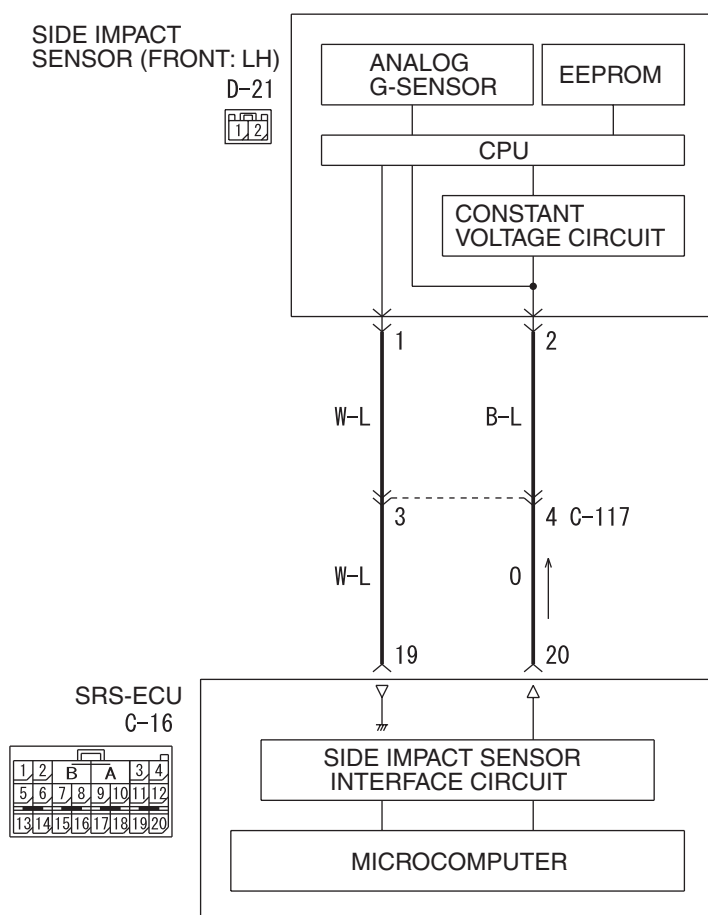 SIDE IMPACT
SENSOR (FRONT: LH)
D-21
1 2
ANALOG
G-SENSOR
EEPROM
CPU
CONSTANT
VOLTAGE CIRCUIT
1 2
W-L B-L
3 4 C-117
W-L O
19 20
SRS-ECU
C-16
1 2 B A 3 4
5 6 7 8 9 10 11 12
13 14 15 16 17 18 19 20
SIDE IMPACT SENSOR
INTERFACE CIRCUIT
MICROCOMPUTER